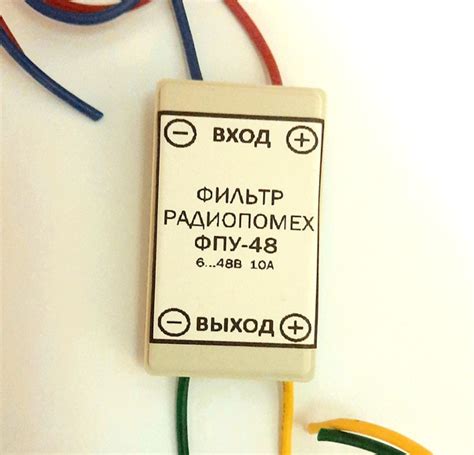 ⊖ ВХОД ⊕
ФИЛЬТР
РАДИОПОМЕХ
ФПУ-48
6...48В 10А
⊖ ВЫХОД ⊕